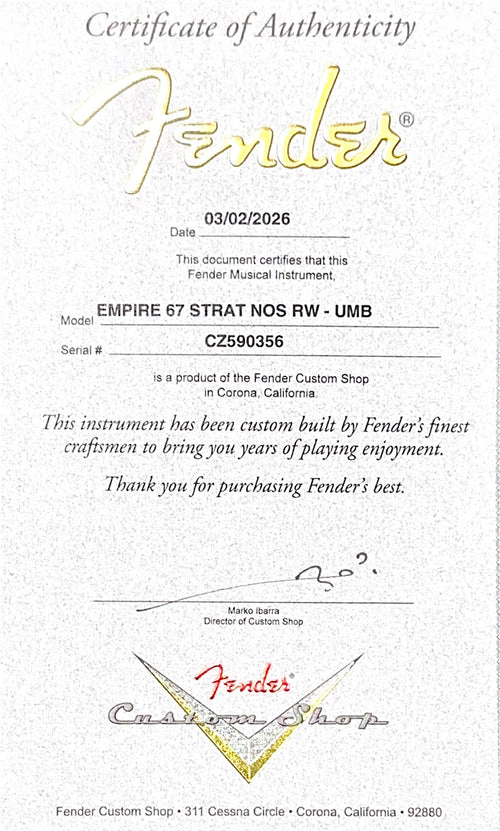 Certificate of Authenticity
Fender®
Date 03/02/2026
This document certifies that this
Fender Musical Instrument,
Model EMPIRE 67 STRAT NOS RW - UMB
Serial # CZ590356
is a product of the Fender Custom Shop
in Corona, California
This instrument has been custom built by Fender's finest
craftsmen to bring you years of playing enjoyment.
Thank you for purchasing Fender's best.
Marko Ibarra
Director of Custom Shop
Fender®
Custom Shop
Fender Custom Shop • 311 Cessna Circle • Corona, California • 92880